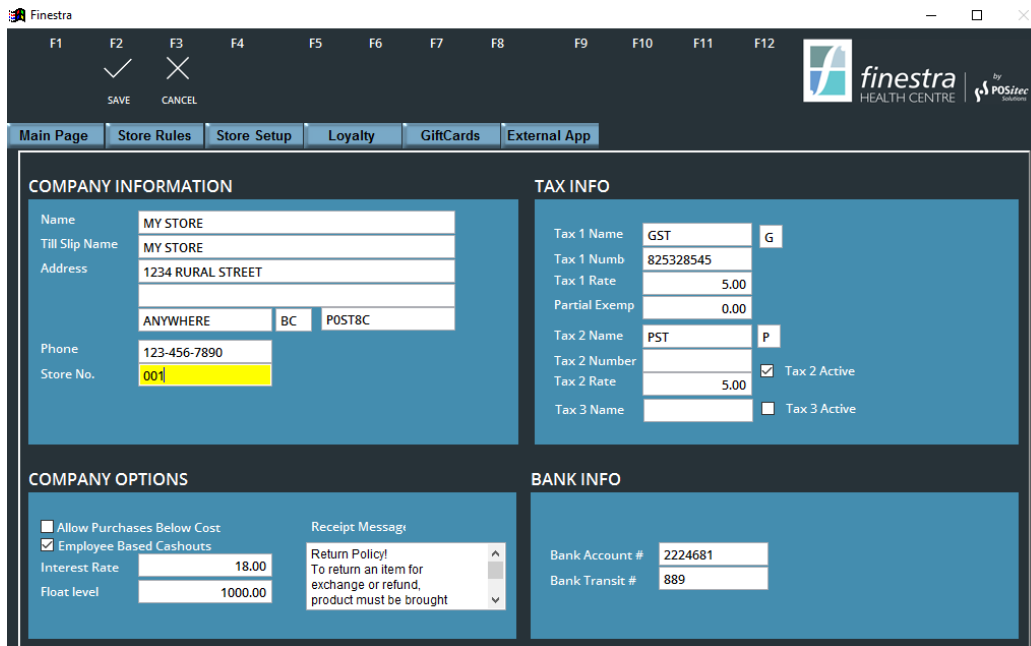 Finestra
F1 F2 F3 F4 F5 F6 F7 F8 F9 F10 F11 F12
SAVE CANCEL
finestra
HEALTH CENTRE
by
POSitec
Solutions
Main Page Store Rules Store Setup Loyalty GiftCards External App
COMPANY INFORMATION
Name MY STORE
Till Slip Name MY STORE
Address 1234 RURAL STREET
ANYWHERE BC P0ST8C
Phone 123-456-7890
Store No. 001
TAX INFO
Tax 1 Name GST G
Tax 1 Numb 825328545
Tax 1 Rate 5.00
Partial Exemp 0.00
Tax 2 Name PST P
Tax 2 Number Tax 2 Active
Tax 2 Rate 5.00
Tax 3 Name Tax 3 Active
COMPANY OPTIONS
Allow Purchases Below Cost
Employee Based Cashouts
Interest Rate 18.00
Float level 1000.00
Receipt Message
Return Policy!
To return an item for
exchange or refund,
product must be brought
BANK INFO
Bank Account # 2224681
Bank Transit # 889